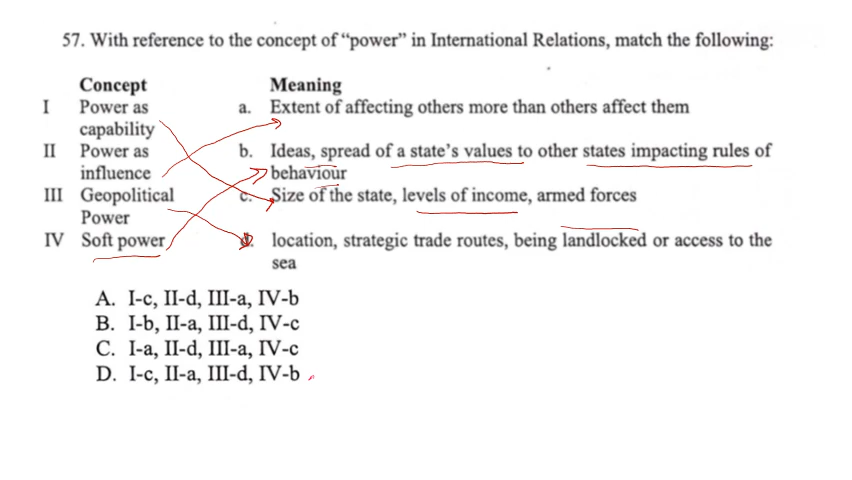 57. With reference to the concept of “power” in International Relations, match the following:
Concept Meaning
I Power as a. Extent of affecting others more than others affect them
capability
II Power as b. Ideas, spread of a state’s values to other states impacting rules of
influence behaviour
III Geopolitical c. Size of the state, levels of income, armed forces
Power
IV Soft power d. location, strategic trade routes, being landlocked or access to the
sea
A. I-c, II-d, III-a, IV-b
B. I-b, II-a, III-d, IV-c
C. I-a, II-d, III-a, IV-c
D. I-c, II-a, III-d, IV-b